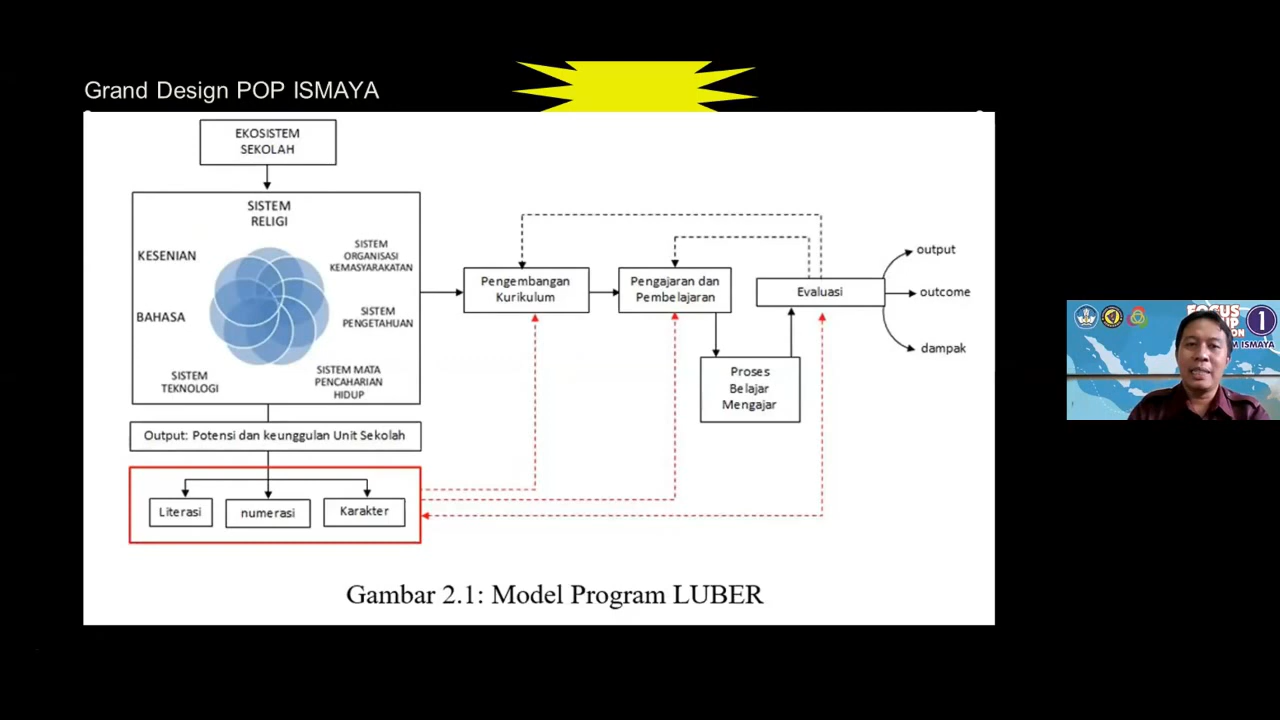 Grand Design POP ISMAYA
EKOSISTEM
SEKOLAH
SISTEM
RELIGI
KESENIAN
SISTEM
ORGANISASI
KEMASYARAKATAN
BAHASA
SISTEM
PENGETAHUAN
SISTEM
TEKNOLOGI
SISTEM MATA
PENCAHARIAN
HIDUP
Output: Potensi dan keunggulan Unit Sekolah
Literasi
numerasi
Karakter
Pengembangan
Kurikulum
Pengajaran dan
Pembelajaran
Proses
Belajar
Mengajar
Evaluasi
output
outcome
dampak
Gambar 2.1: Model Program LUBER
FOCUS
1
ISMAYA